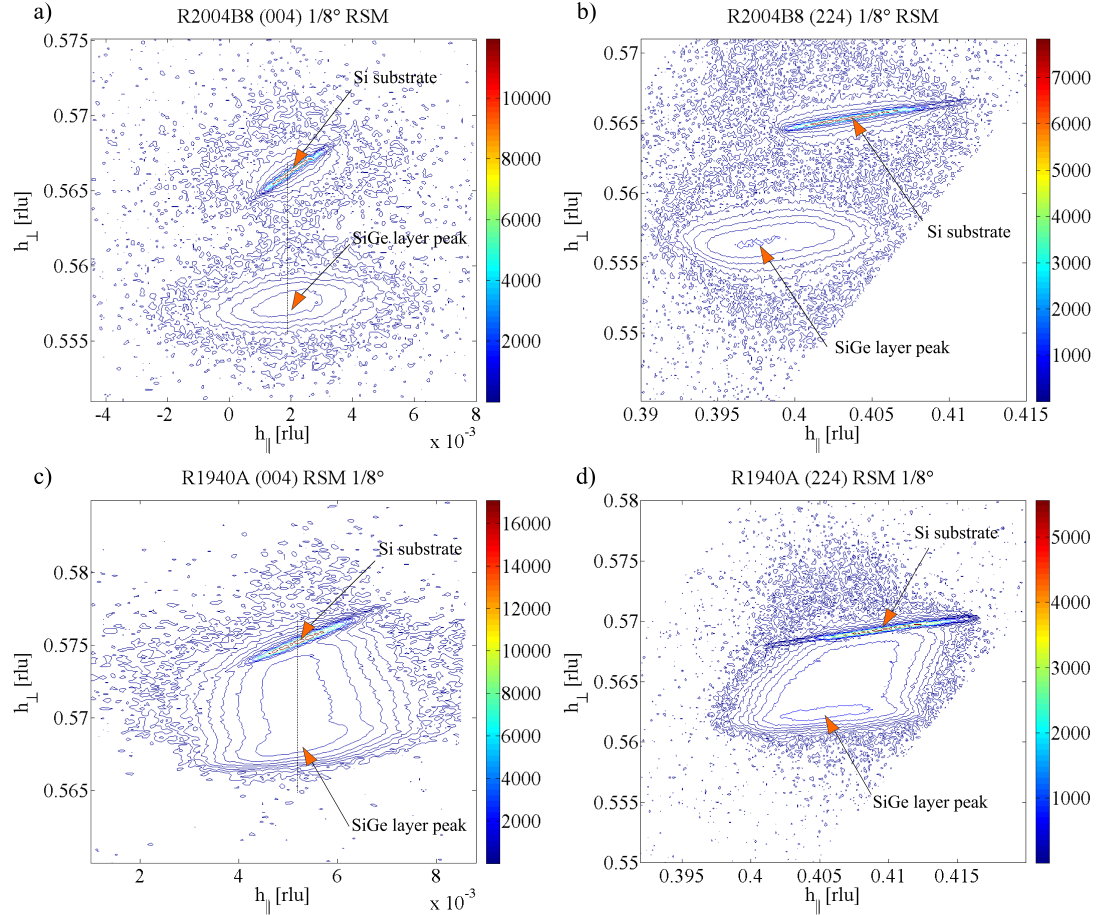 a)
R2004B8 (004) 1/8° RSM
0.575
0.57
0.565
0.56
0.555
h⊥ [rlu]
Si substrate
SiGe layer peak
-4
-2
0
2
4
6
8
h|| [rlu]
x 10⁻³
10000
8000
6000
4000
2000
b)
R2004B8 (224) 1/8° RSM
0.57
0.565
0.56
0.555
0.55
h⊥ [rlu]
Si substrate
SiGe layer peak
0.39
0.395
0.4
0.405
0.41
0.415
h|| [rlu]
7000
6000
5000
4000
3000
2000
1000
c)
R1940A (004) RSM 1/8°
0.58
0.575
0.57
0.565
h⊥ [rlu]
Si substrate
SiGe layer peak
2
4
6
8
h|| [rlu]
x 10⁻³
16000
14000
12000
10000
8000
6000
4000
2000
d)
R1940A (224) RSM 1/8°
0.58
0.575
0.57
0.565
0.56
0.555
0.55
h⊥ [rlu]
Si substrate
SiGe layer peak
0.395
0.4
0.405
0.41
0.415
h|| [rlu]
5000
4000
3000
2000
1000